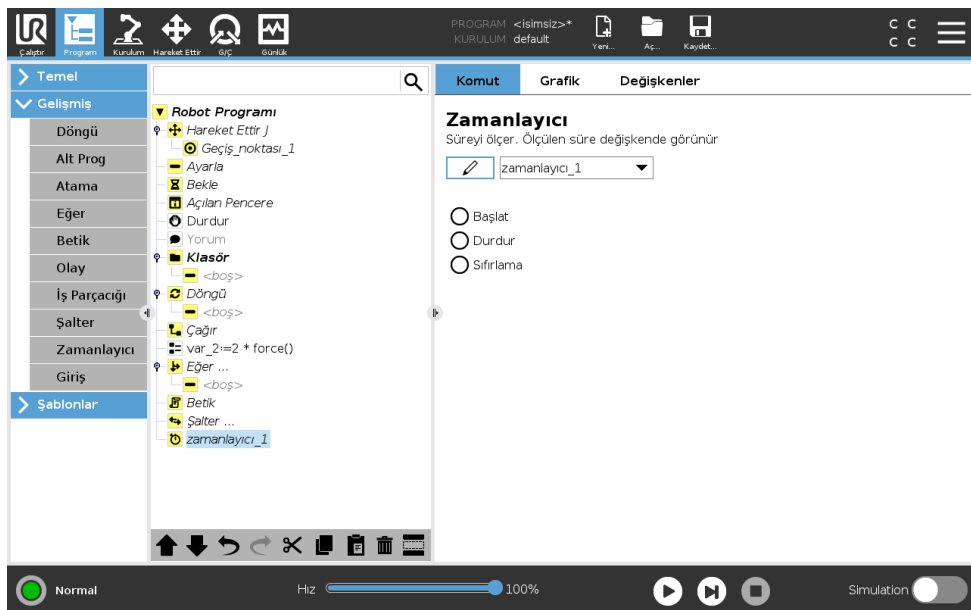 Çalıştır
Program
Kurulum
Hareket Ettir
G/Ç
Günlük
PROGRAM <isimsiz>*
KURULUM default
Yeni...
Aç...
Kaydet...
C C
C C
Temel
Gelişmiş
Döngü
Alt Prog
Atama
Eğer
Betik
Olay
İş Parçacığı
Şalter
Zamanlayıcı
Giriş
Şablonlar
Robot Programı
Hareket Ettir J
Geçiş_noktası_1
Ayarla
Bekle
Açılan Pencere
Durdur
Yorum
Klasör
<boş>
Döngü
<boş>
Çağır
var_2:=2 * force()
Eğer ...
<boş>
Betik
Şalter ...
zamanlayıcı_1
Komut
Grafik
Değişkenler
Zamanlayıcı
Süreyi ölçer. Ölçülen süre değişkende görünür
zamanlayıcı_1
Başlat
Durdur
Sıfırlama
Normal
Hız
100%
Simulation